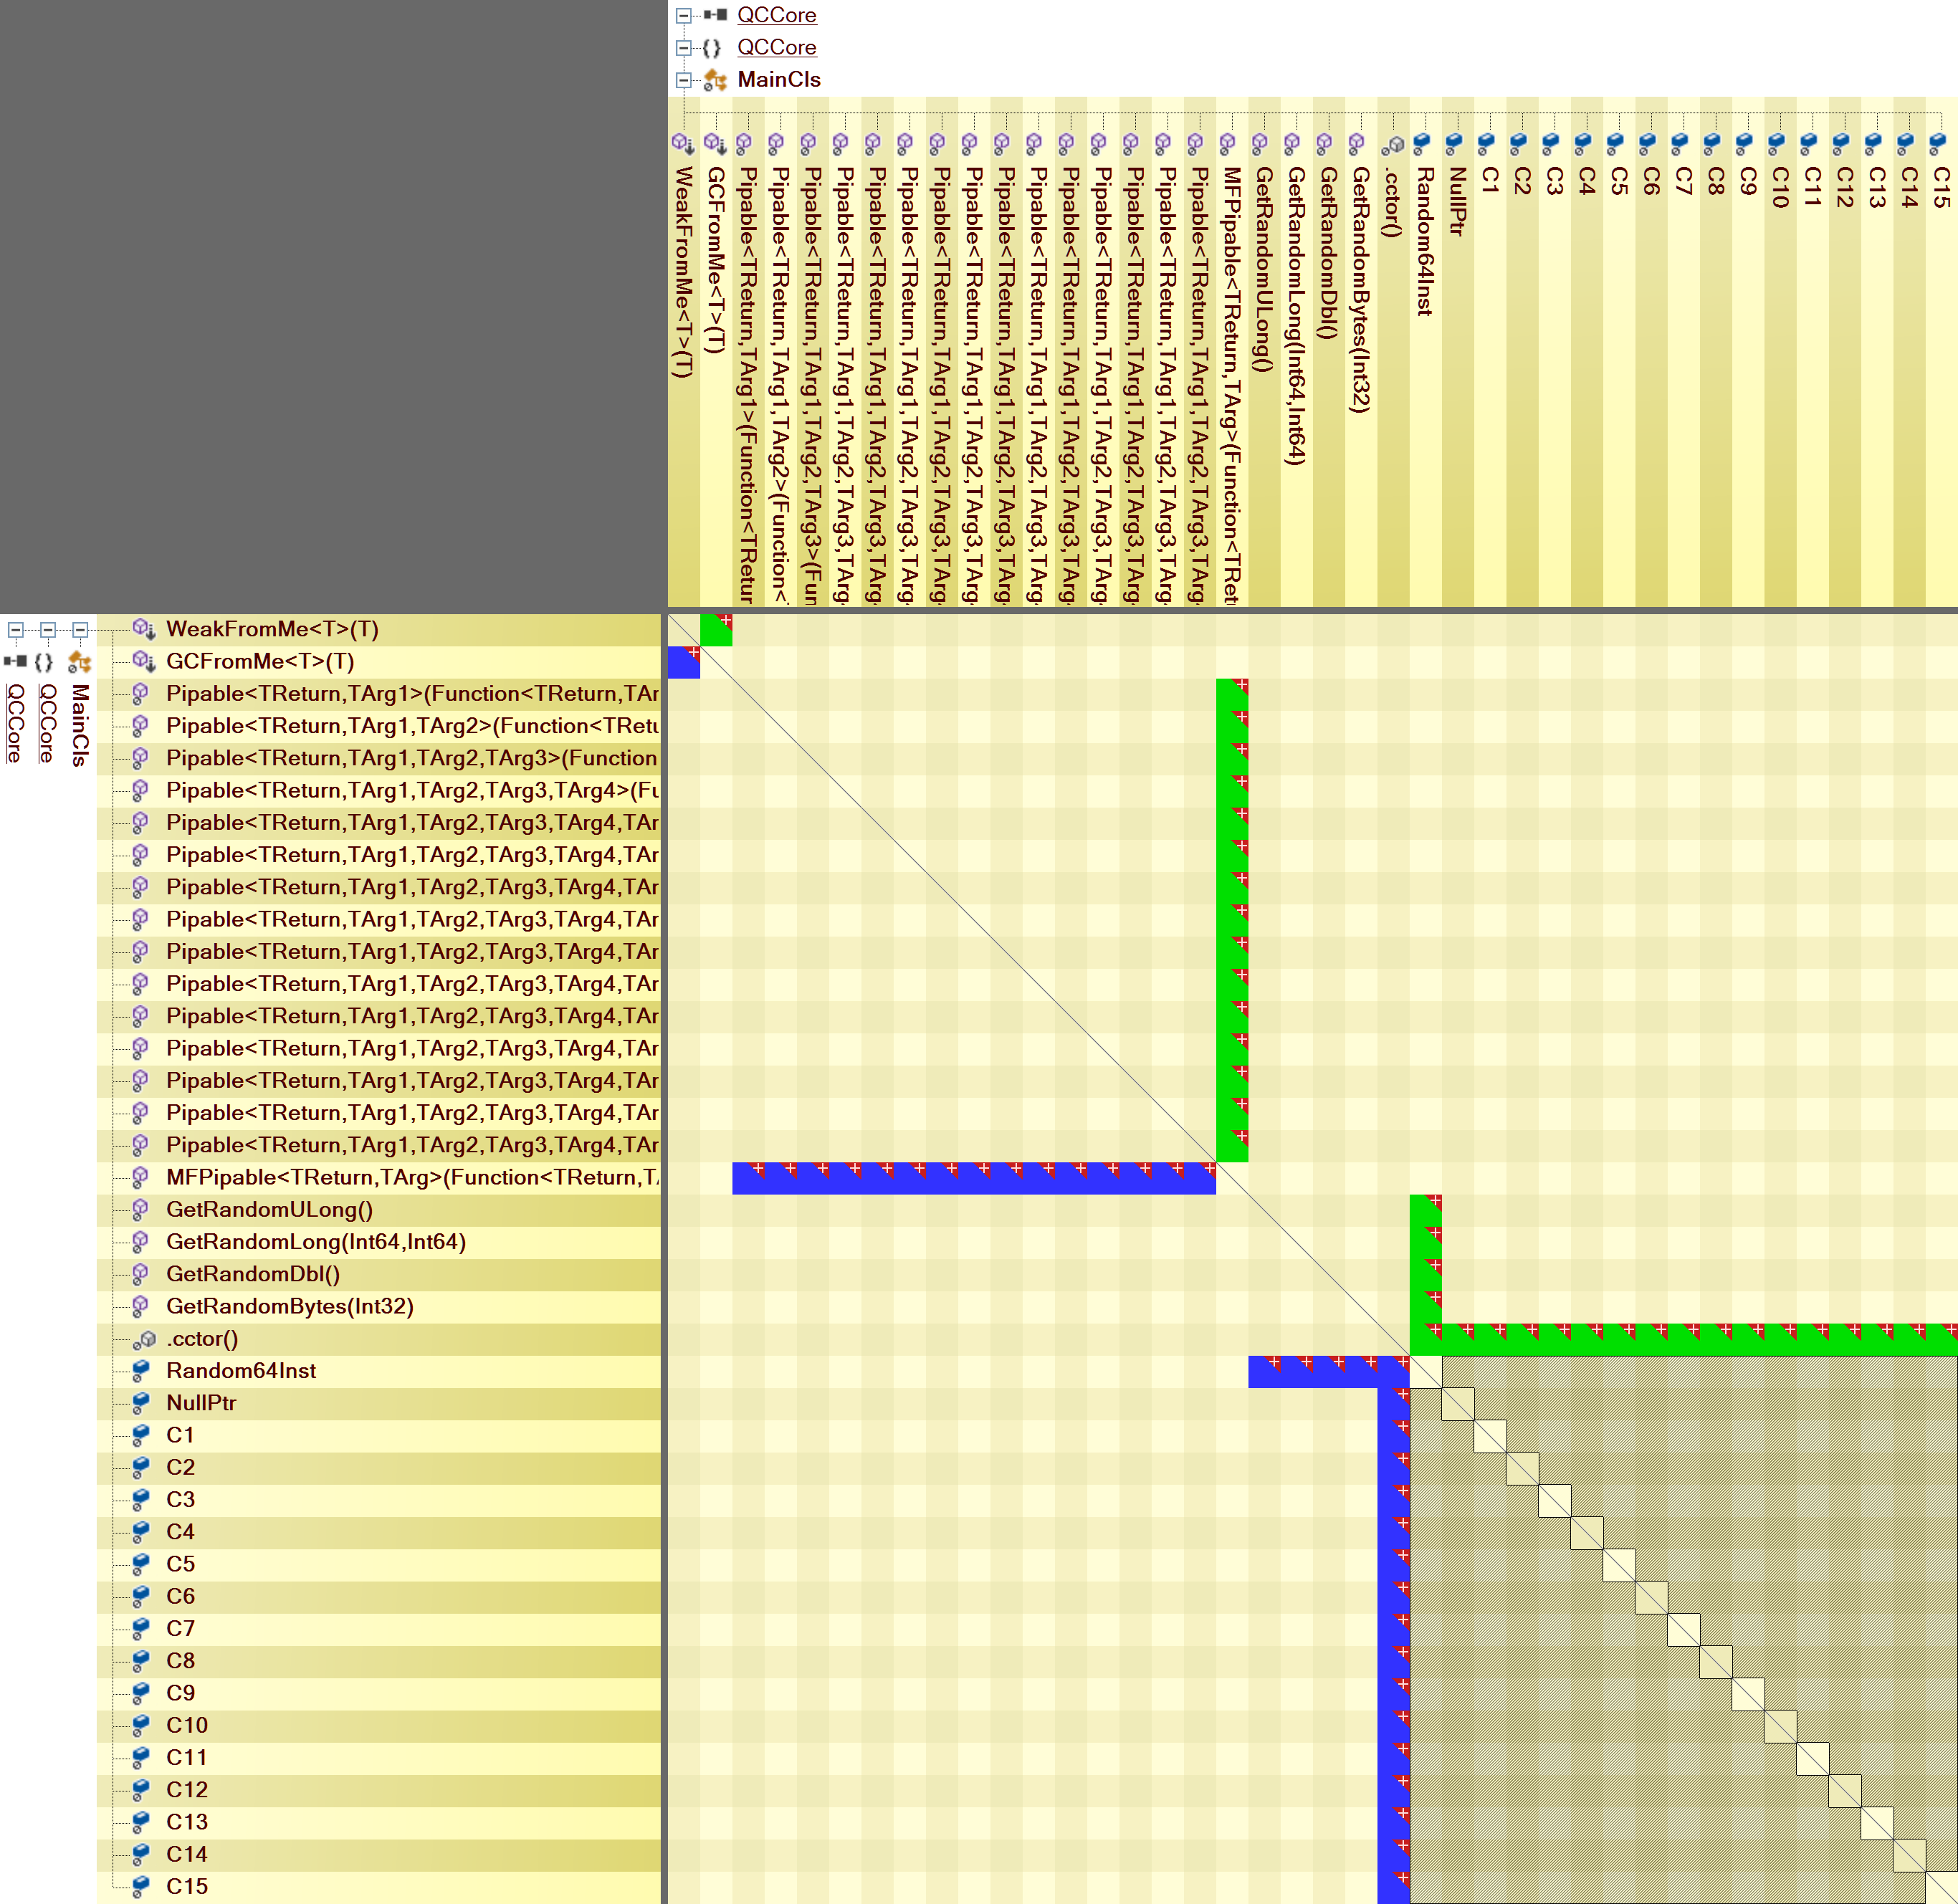 QCCore
QCCore
MainCls
WeakFromMe<T>(T)
GCFromMe<T>(T)
Pipable<TReturn,TArg1>(Function<TRetur
Pipable<TReturn,TArg1,TArg2>(Function<
Pipable<TReturn,TArg1,TArg2,TArg3>(Fun
Pipable<TReturn,TArg1,TArg2,TArg3,TArg
Pipable<TReturn,TArg1,TArg2,TArg3,TArg
Pipable<TReturn,TArg1,TArg2,TArg3,TArg
Pipable<TReturn,TArg1,TArg2,TArg3,TArg
Pipable<TReturn,TArg1,TArg2,TArg3,TArg
Pipable<TReturn,TArg1,TArg2,TArg3,TArg
Pipable<TReturn,TArg1,TArg2,TArg3,TArg
Pipable<TReturn,TArg1,TArg2,TArg3,TArg
Pipable<TReturn,TArg1,TArg2,TArg3,TArg
Pipable<TReturn,TArg1,TArg2,TArg3,TArg
Pipable<TReturn,TArg1,TArg2,TArg3,TArg
Pipable<TReturn,TArg1,TArg2,TArg3,TArg
MFPipable<TReturn,TArg>(Function<TRet
GetRandomULong()
GetRandomLong(Int64,Int64)
GetRandomDbl()
GetRandomBytes(Int32)
.cctor()
Random64Inst
NullPtr
C1
C2
C3
C4
C5
C6
C7
C8
C9
C10
C11
C12
C13
C14
C15
QCCore
QCCore
MainCls
WeakFromMe<T>(T)
GCFromMe<T>(T)
Pipable<TReturn,TArg1>(Function<TReturn,TAr
Pipable<TReturn,TArg1,TArg2>(Function<TRetu
Pipable<TReturn,TArg1,TArg2,TArg3>(Function
Pipable<TReturn,TArg1,TArg2,TArg3,TArg4>(Fu
Pipable<TReturn,TArg1,TArg2,TArg3,TArg4,TAr
Pipable<TReturn,TArg1,TArg2,TArg3,TArg4,TAr
Pipable<TReturn,TArg1,TArg2,TArg3,TArg4,TAr
Pipable<TReturn,TArg1,TArg2,TArg3,TArg4,TAr
Pipable<TReturn,TArg1,TArg2,TArg3,TArg4,TAr
Pipable<TReturn,TArg1,TArg2,TArg3,TArg4,TAr
Pipable<TReturn,TArg1,TArg2,TArg3,TArg4,TAr
Pipable<TReturn,TArg1,TArg2,TArg3,TArg4,TAr
Pipable<TReturn,TArg1,TArg2,TArg3,TArg4,TAr
Pipable<TReturn,TArg1,TArg2,TArg3,TArg4,TAr
Pipable<TReturn,TArg1,TArg2,TArg3,TArg4,TAr
MFPipable<TReturn,TArg>(Function<TReturn,T
GetRandomULong()
GetRandomLong(Int64,Int64)
GetRandomDbl()
GetRandomBytes(Int32)
.cctor()
Random64Inst
NullPtr
C1
C2
C3
C4
C5
C6
C7
C8
C9
C10
C11
C12
C13
C14
C15